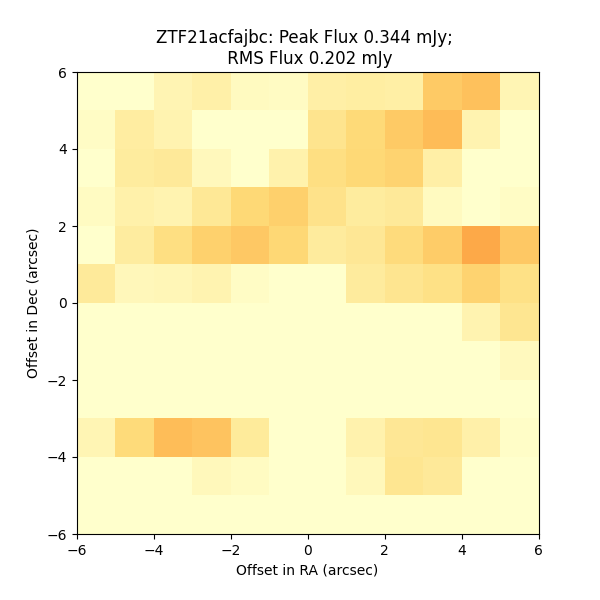 ZTF21acfajbc: Peak Flux 0.344 mJy;
RMS Flux 0.202 mJy
6
4
2
0
−2
−4
−6
Offset in Dec (arcsec)
−6 −4 −2 0 2 4 6
Offset in RA (arcsec)